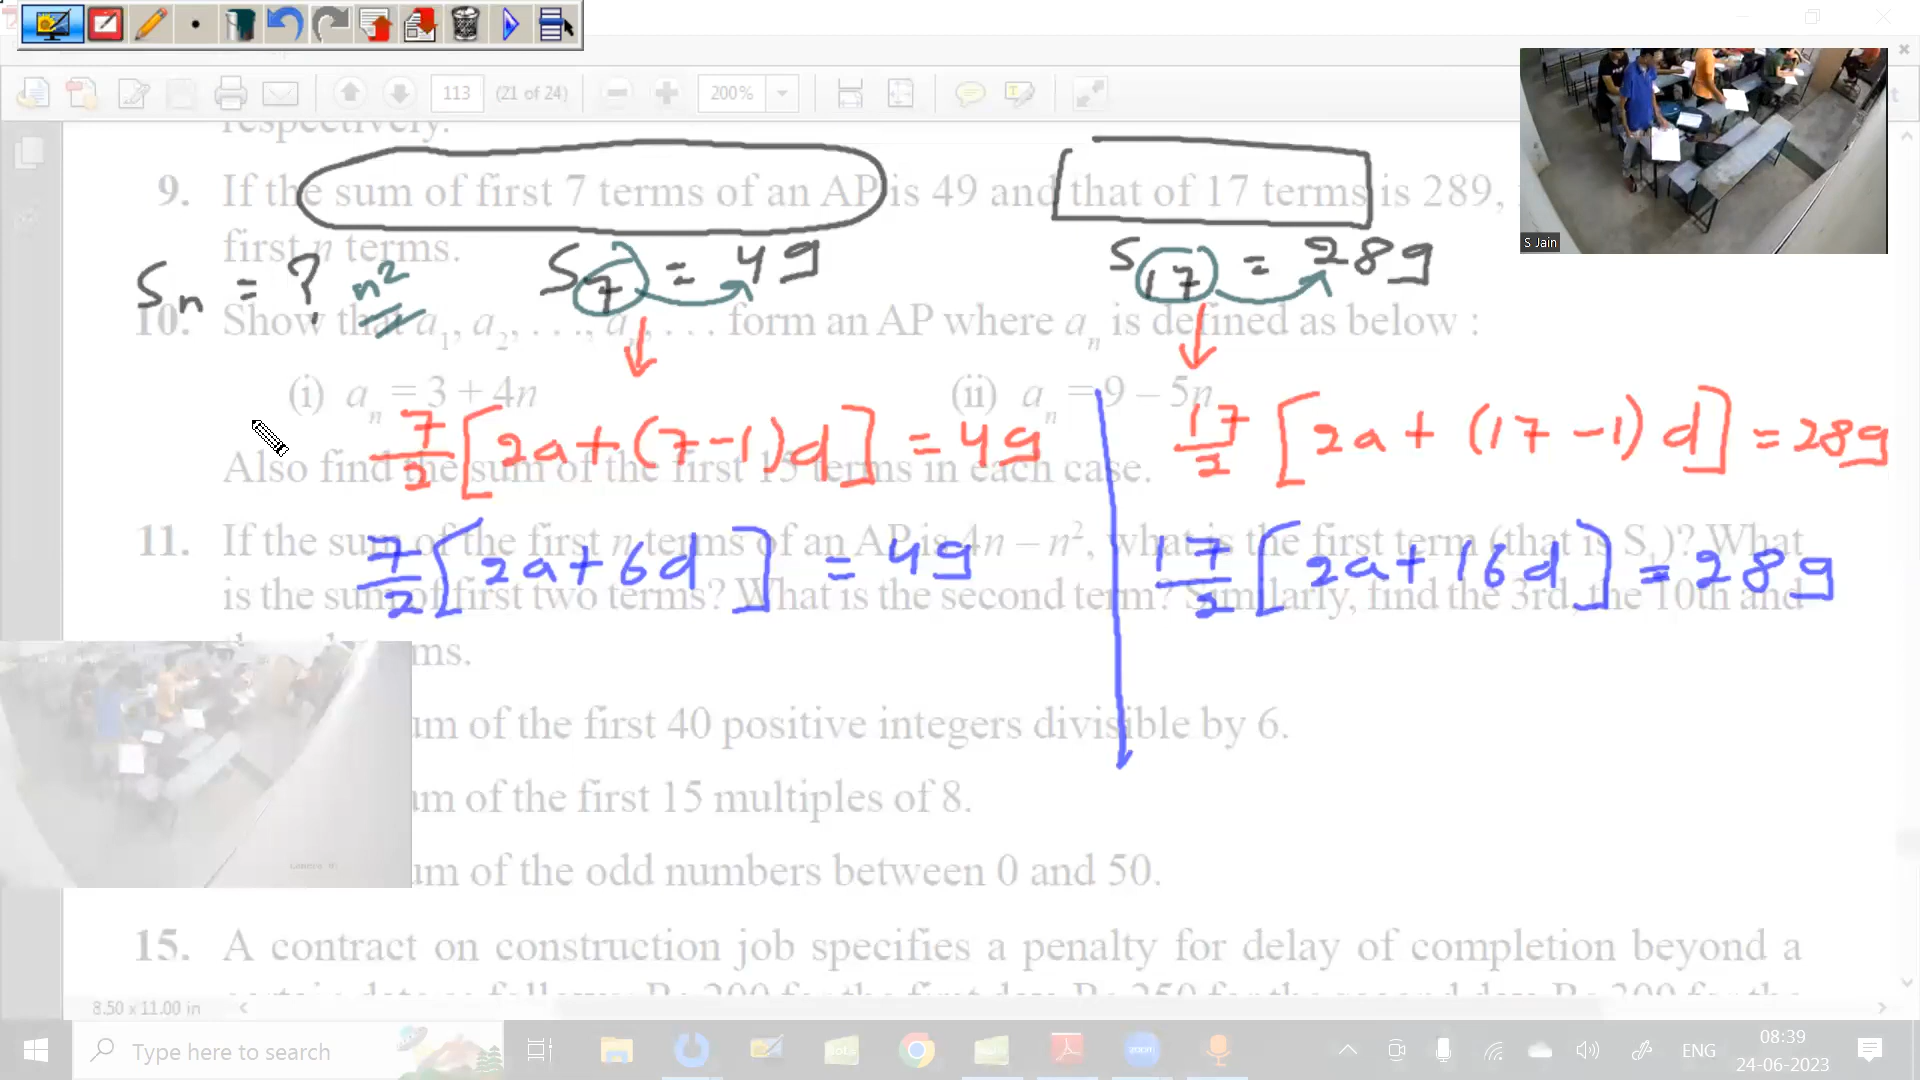 113 (21 of 24) 200%
respectively.
9. If the sum of first 7 terms of an AP is 49 and that of 17 terms is 289,
first n terms.
S7 = 49 S17 = 289
Sn = ? n²
10. Show that a1, a2, . . ., an, . . . form an AP where an is defined as below :
(i) an = 3 + 4n (ii) an = 9 – 5n
7/2 [2a+(7-1)d] = 49 17/2 [2a+(17-1)d] = 289
Also find the sum of the first 15 terms in each case.
11. If the sum of the first n terms of an AP is 4n – n², what is the first term (that is S1)? What
7/2 [2a+6d] = 49 17/2 [2a+16d] = 289
is the sum of first two terms? What is the second term? Similarly, find the 3rd, the 10th and
ms.
um of the first 40 positive integers divisible by 6.
um of the first 15 multiples of 8.
um of the odd numbers between 0 and 50.
15. A contract on construction job specifies a penalty for delay of completion beyond a
S Jain
8.50 x 11.00 in
Type here to search
zoom
ENG
08:39
24-06-2023